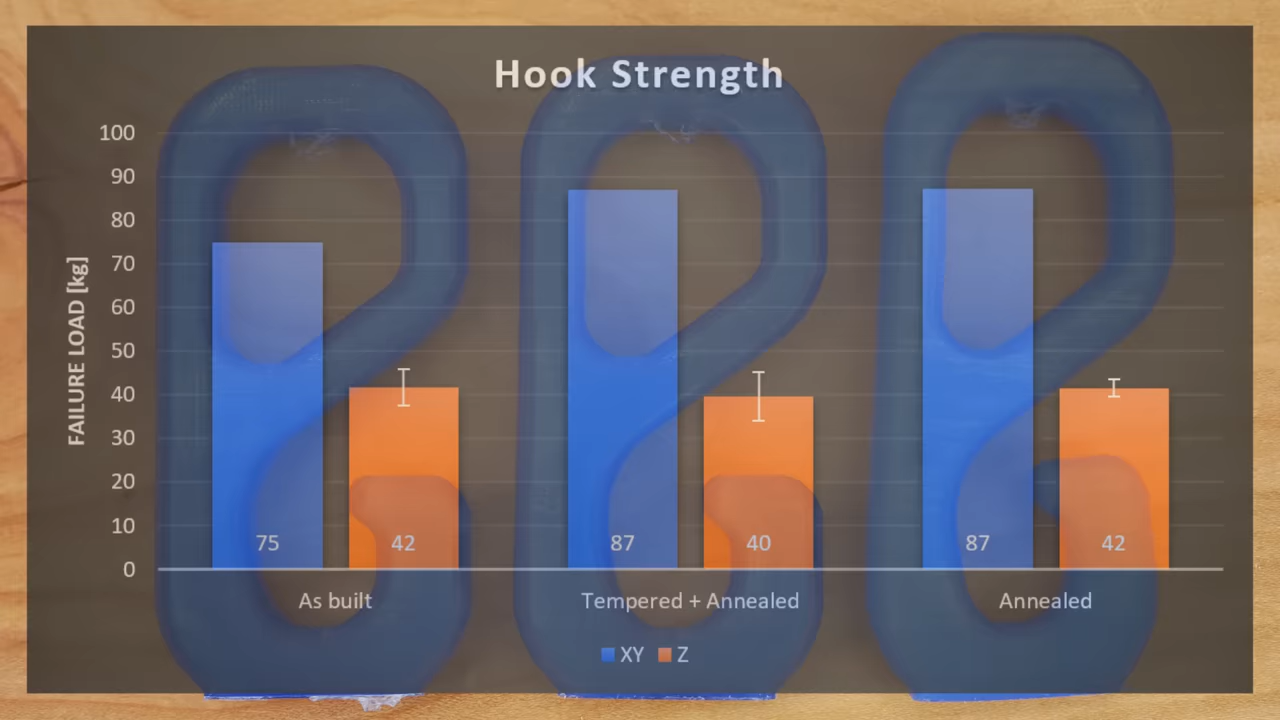 Hook Strength
FAILURE LOAD [kg]
100
90
80
70
60
50
40
30
20
10
0
75
42
87
40
87
42
As built
Tempered + Annealed
Annealed
XY
Z